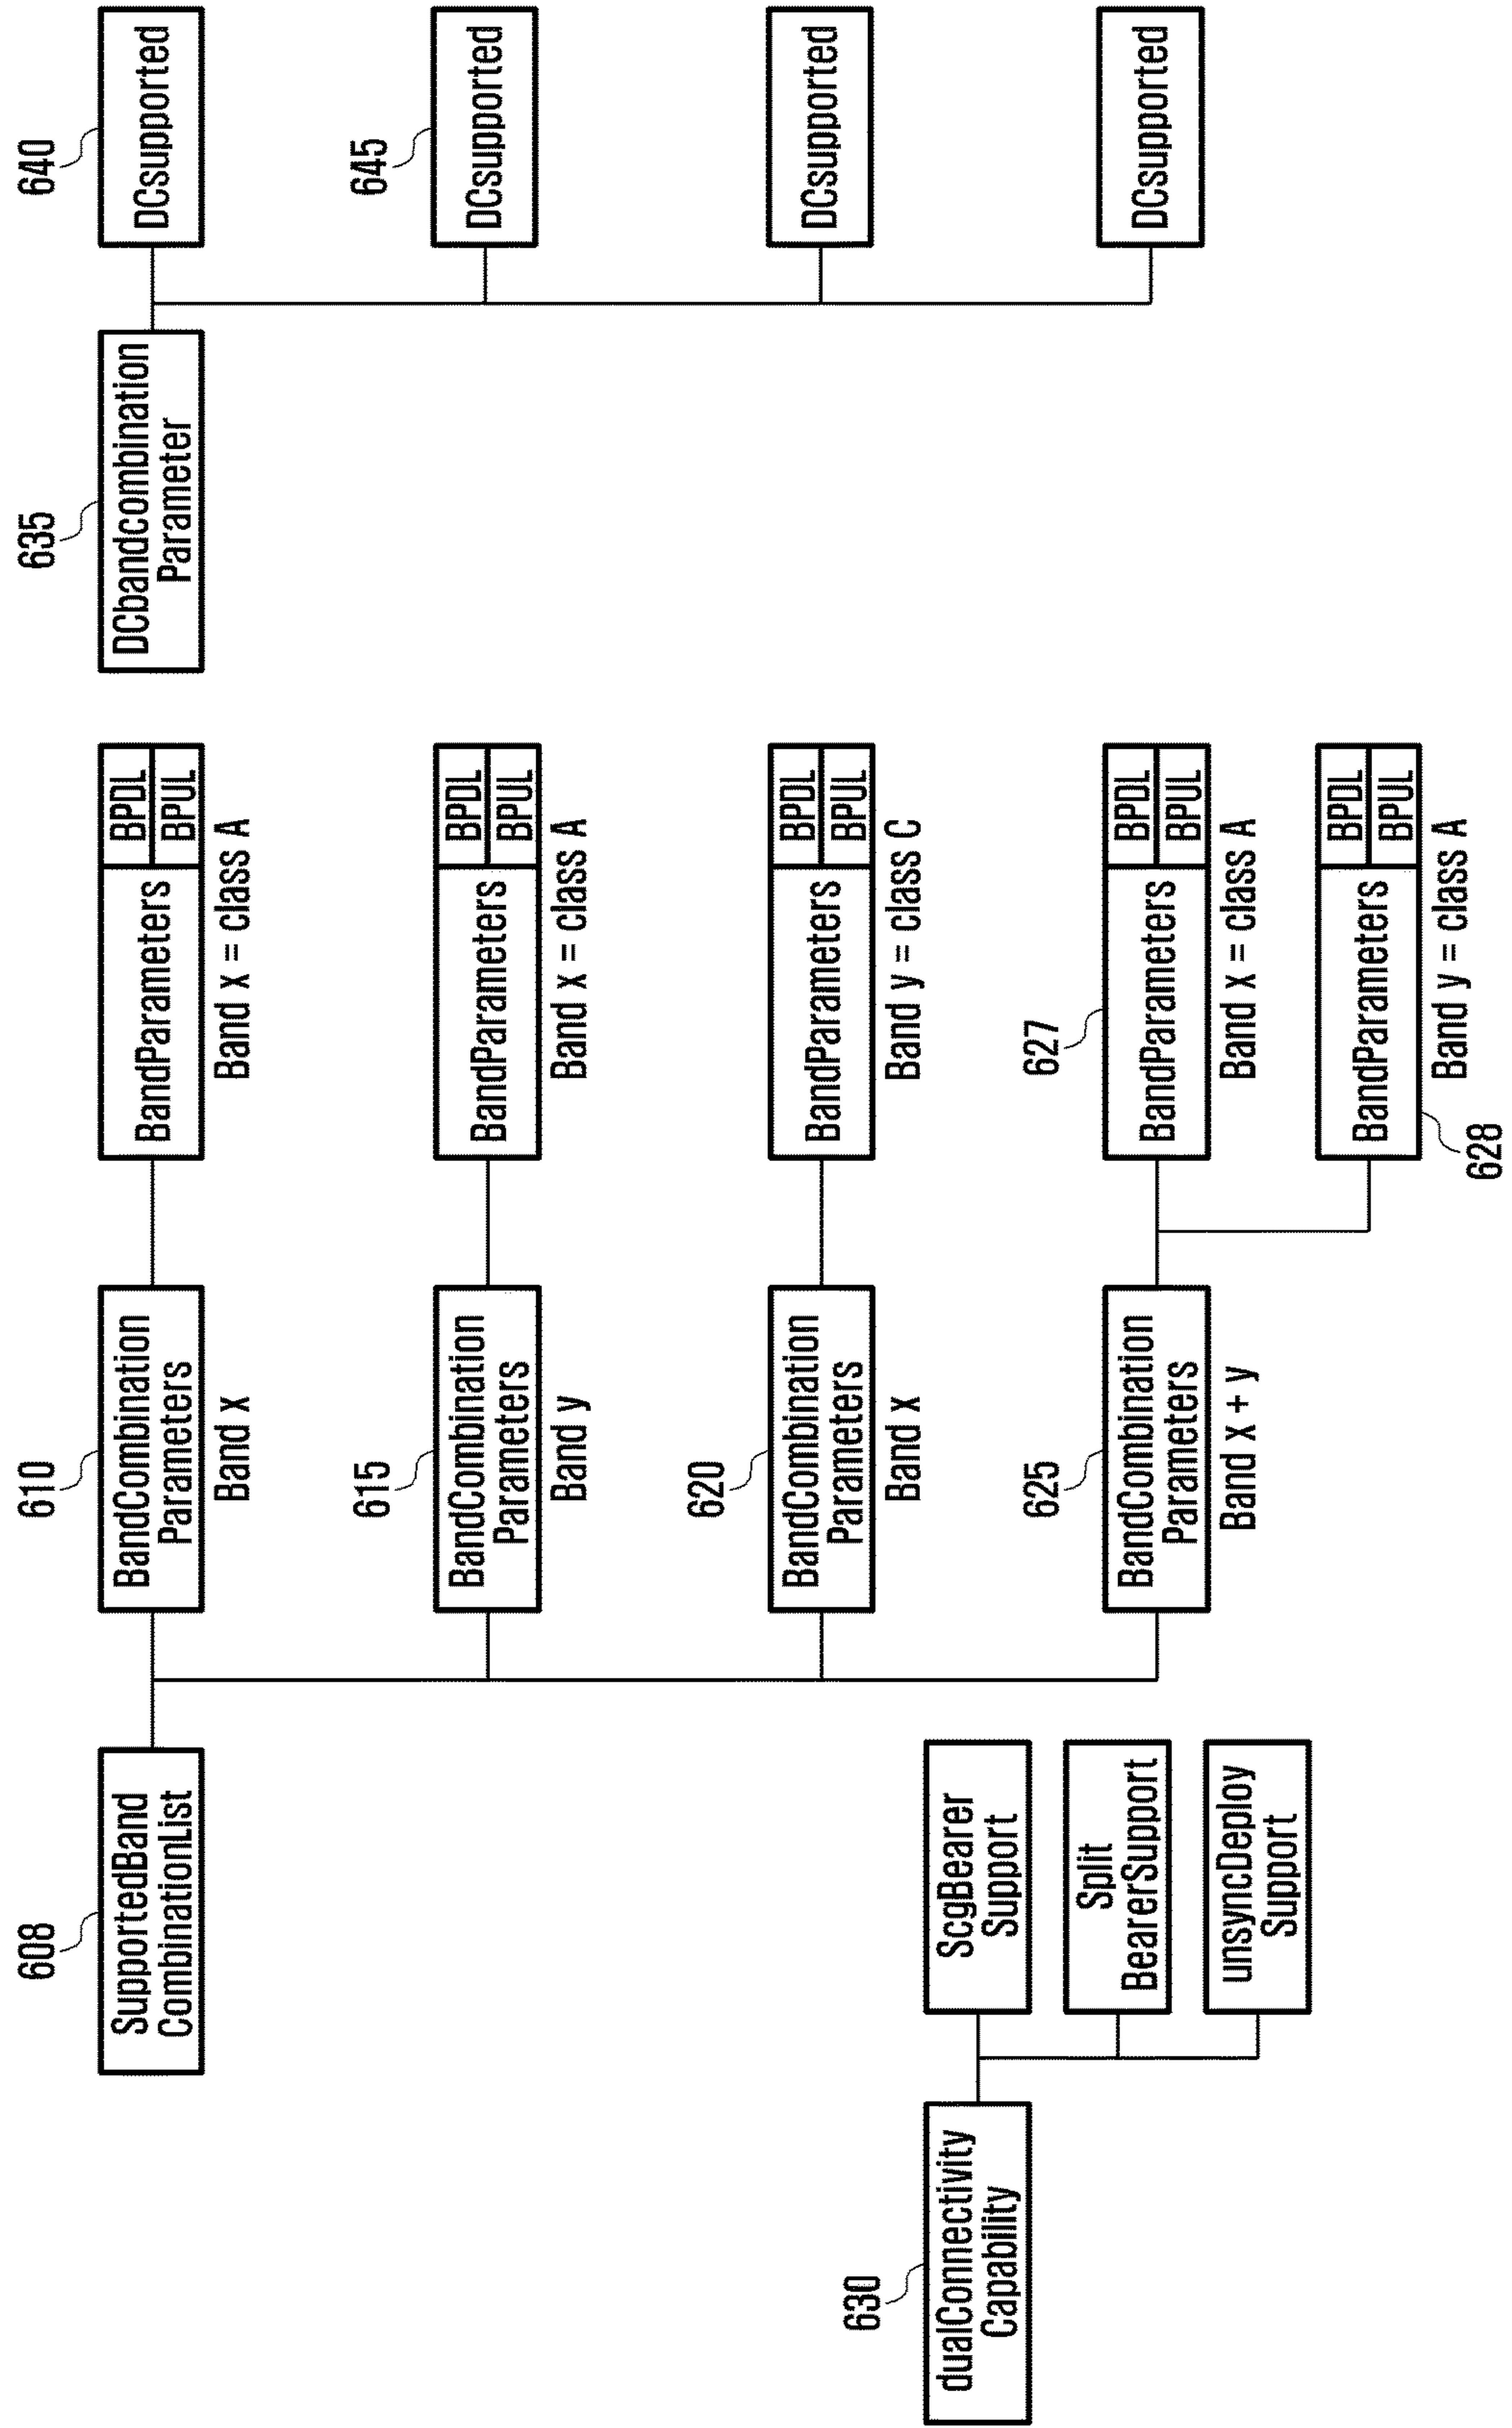 608
SupportedBand
CombinationList
610
BandCombination
Parameters
Band x
BandParameters
BPDL
BPUL
Band x = class A
615
BandCombination
Parameters
Band y
BandParameters
BPDL
BPUL
Band x = class A
620
BandCombination
Parameters
Band x
BandParameters
BPDL
BPUL
Band y = class C
625
BandCombination
Parameters
Band x + y
627
BandParameters
BPDL
BPUL
Band x = class A
628
BandParameters
BPDL
BPUL
Band y = class A
630
dualConnectivity
Capability
ScgBearer
Support
Split
BearerSupport
unsyncDeploy
Support
635
DCbandcombination
Parameter
640
DCsupported
645
DCsupported
DCsupported
DCsupported